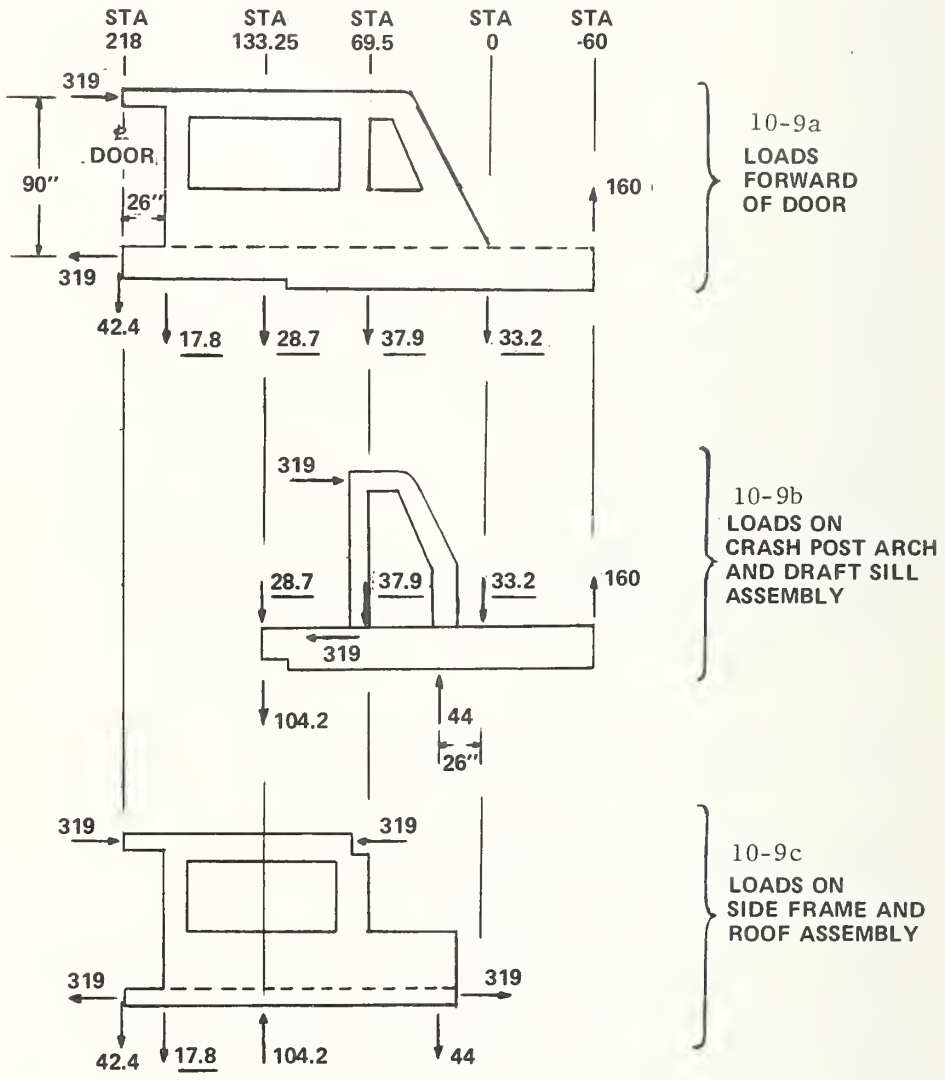 STA STA STA STA STA
218 133.25 69.5 0 -60
319
℄
DOOR
90"
26"
160
319
42.4
17.8
28.7
37.9
33.2
10-9a
LOADS
FORWARD
OF DOOR
319
28.7
37.9
33.2
160
319
104.2
44
26"
10-9b
LOADS ON
CRASH POST ARCH
AND DRAFT SILL
ASSEMBLY
319
319
319
319
42.4
17.8
104.2
44
10-9c
LOADS ON
SIDE FRAME AND
ROOF ASSEMBLY